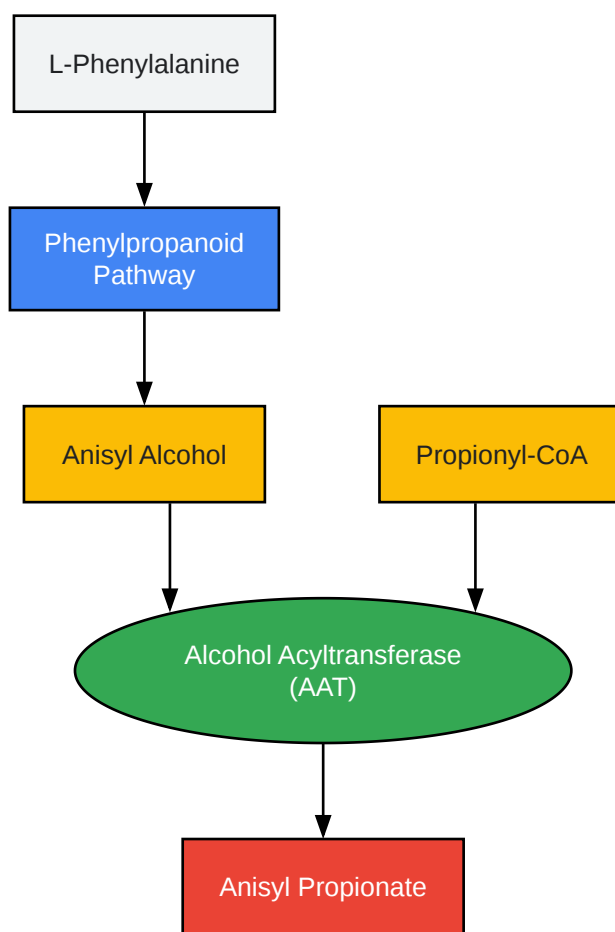 L-Phenylalanine
Phenylpropanoid
Pathway
Anisyl Alcohol
Propionyl-CoA
Alcohol Acyltransferase
(AAT)
Anisyl Propionate